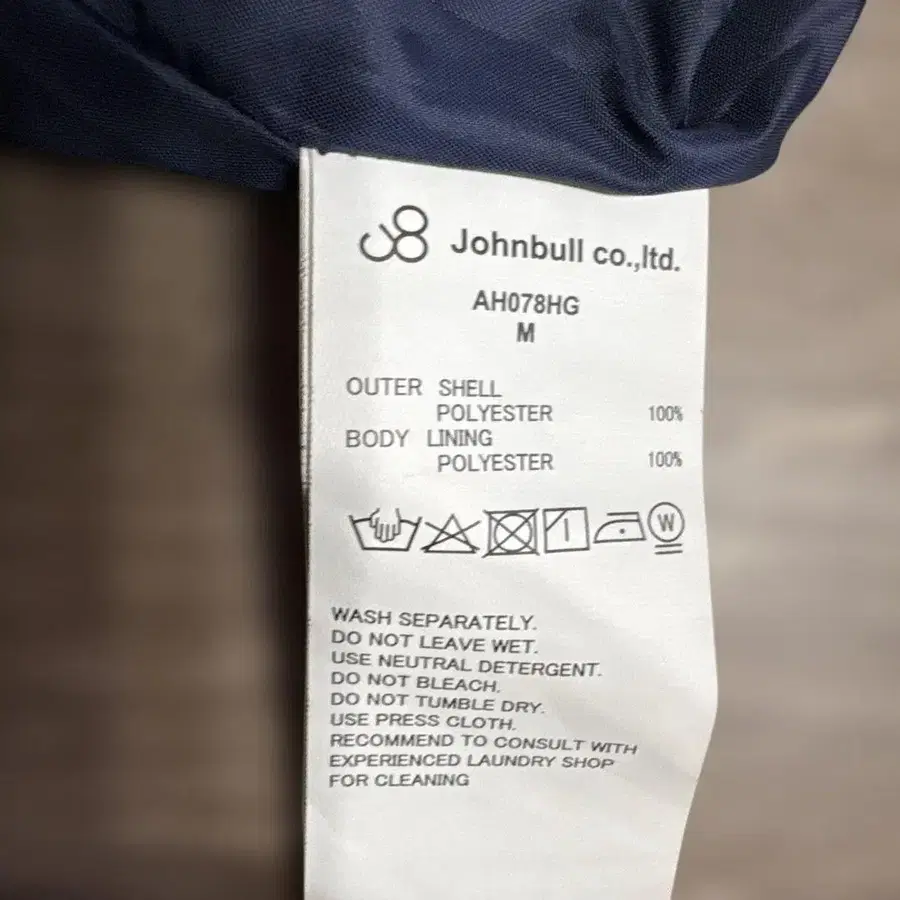 Johnbull co.,ltd.
AH078HG
M
OUTER SHELL
POLYESTER 100%
BODY LINING
POLYESTER 100%
W
WASH SEPARATELY.
DO NOT LEAVE WET.
USE NEUTRAL DETERGENT.
DO NOT BLEACH.
DO NOT TUMBLE DRY.
USE PRESS CLOTH.
RECOMMEND TO CONSULT WITH
EXPERIENCED LAUNDRY SHOP
FOR CLEANING